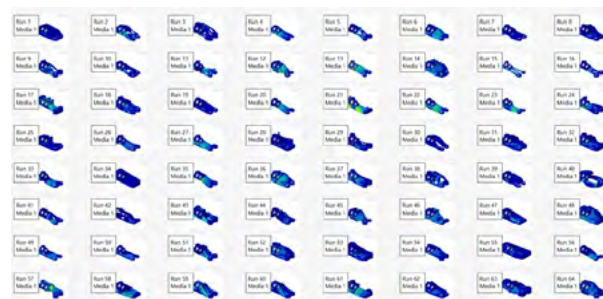 Run 1
Media 1
Run 2
Media 1
Run 3
Media 1
Run 4
Media 1
Run 5
Media 1
Run 6
Media 1
Run 7
Media 1
Run 8
Media 1
Run 9
Media 1
Run 10
Media 1
Run 11
Media 1
Run 12
Media 1
Run 13
Media 1
Run 14
Media 1
Run 15
Media 1
Run 16
Media 1
Run 17
Media 1
Run 18
Media 1
Run 19
Media 1
Run 20
Media 1
Run 21
Media 1
Run 22
Media 1
Run 23
Media 1
Run 24
Media 1
Run 25
Media 1
Run 26
Media 1
Run 27
Media 1
Run 28
Media 1
Run 29
Media 1
Run 30
Media 1
Run 31
Media 1
Run 32
Media 1
Run 33
Media 1
Run 34
Media 1
Run 35
Media 1
Run 36
Media 1
Run 37
Media 1
Run 38
Media 1
Run 39
Media 1
Run 40
Media 1
Run 41
Media 1
Run 42
Media 1
Run 43
Media 1
Run 44
Media 1
Run 45
Media 1
Run 46
Media 1
Run 47
Media 1
Run 48
Media 1
Run 49
Media 1
Run 50
Media 1
Run 51
Media 1
Run 52
Media 1
Run 53
Media 1
Run 54
Media 1
Run 55
Media 1
Run 56
Media 1
Run 57
Media 1
Run 58
Media 1
Run 59
Media 1
Run 60
Media 1
Run 61
Media 1
Run 62
Media 1
Run 63
Media 1
Run 64
Media 1